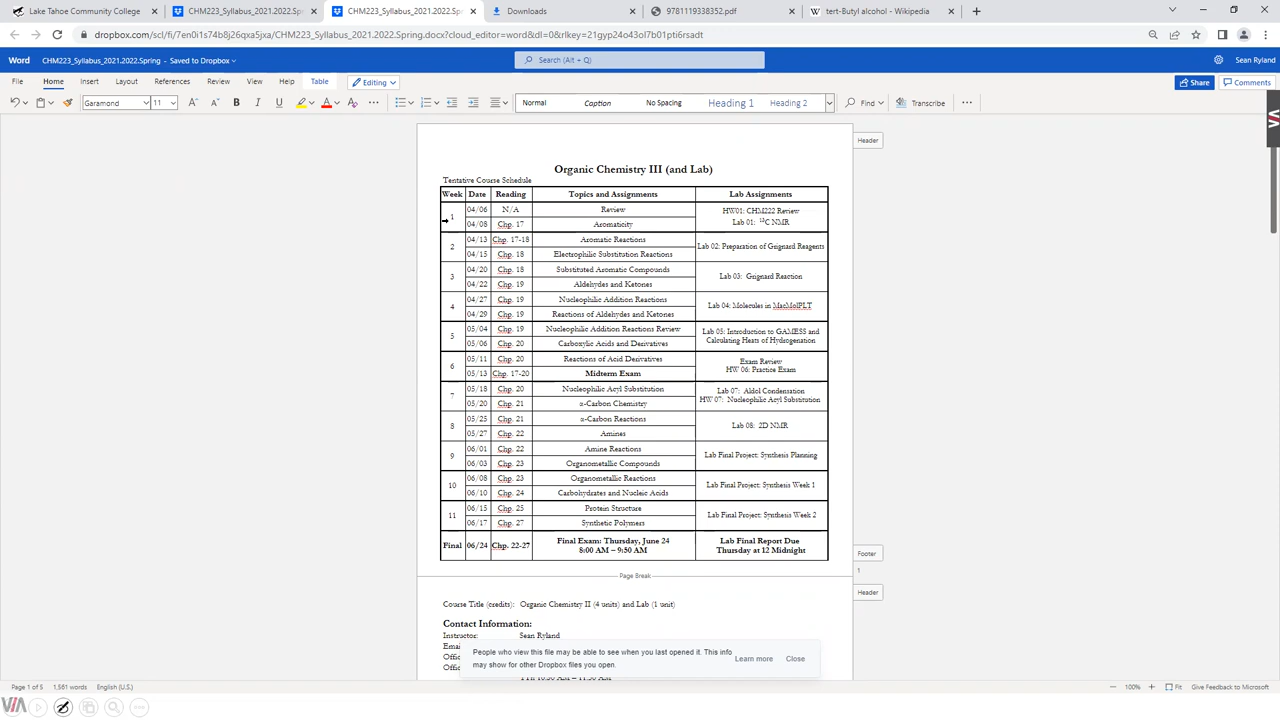 Lake Tahoe Community College
CHM223_Syllabus_2021.2022.Spr
CHM223_Syllabus_2021.2022.Spr
Downloads
9781119338352.pdf
tert-Butyl alcohol - Wikipedia
dropbox.com/scl/fi/7en0i1s74b8j26qxa5jxa/CHM223_Syllabus_2021.2022.Spring.docx?cloud_editor=word&dl=0&rlkey=21gyp24o43ol7b01pti6rsadt
Word CHM223_Syllabus_2021.2022.Spring - Saved to Dropbox
Search (Alt + Q)
Sean Ryland
File Home Insert Layout References Review View Help Table Editing
Share Comments
Garamond 11 A A B I U A Normal Caption No Spacing Heading 1 Heading 2 Find Transcribe
Header
Organic Chemistry III (and Lab)
Tentative Course Schedule
Week Date Reading Topics and Assignments Lab Assignments
1 04/06 N/A Review HW01: CHM222 Review
04/08 Chp. 17 Aromaticity Lab 01: ¹³C NMR
2 04/13 Chp. 17-18 Aromatic Reactions Lab 02: Preparation of Grignard Reagents
04/15 Chp. 18 Electrophilic Substitution Reactions
3 04/20 Chp. 18 Substituted Aromatic Compounds Lab 03: Grignard Reaction
04/22 Chp. 19 Aldehydes and Ketones
4 04/27 Chp. 19 Nucleophilic Addition Reactions Lab 04: Molecules in MacMolPLT
04/29 Chp. 19 Reactions of Aldehydes and Ketones
5 05/04 Chp. 19 Nucleophilic Addition Reactions Review Lab 05: Introduction to GAMESS and
05/06 Chp. 20 Carboxylic Acids and Derivatives Calculating Heats of Hydrogenation
6 05/11 Chp. 20 Reactions of Acid Derivatives Exam Review
05/13 Chp. 17-20 Midterm Exam HW 06: Practice Exam
7 05/18 Chp. 20 Nucleophilic Acyl Substitution Lab 07: Aldol Condensation
05/20 Chp. 21 α-Carbon Chemistry HW 07: Nucleophilic Acyl Substitution
8 05/25 Chp. 21 α-Carbon Reactions Lab 08: 2D NMR
05/27 Chp. 22 Amines
9 06/01 Chp. 22 Amine Reactions Lab Final Project: Synthesis Planning
06/03 Chp. 23 Organometallic Compounds
10 06/08 Chp. 23 Organometallic Reactions Lab Final Project: Synthesis Week 1
06/10 Chp. 24 Carbohydrates and Nucleic Acids
11 06/15 Chp. 25 Protein Structure Lab Final Project: Synthesis Week 2
06/17 Chp. 27 Synthetic Polymers
Final 06/24 Chp. 22-27 Final Exam: Thursday, June 24 Lab Final Report Due
8:00 AM – 9:50 AM Thursday at 12 Midnight
Footer
Page Break
1
Header
Course Title (credits): Organic Chemistry II (4 units) and Lab (1 unit)
Contact Information:
Instructor: Sean Ryland
People who view this file may be able to see when you last opened it. This info
may show for other Dropbox files you open.
Learn more Close
Page 1 of 5 1,561 words English (U.S.)
100% Fit Give Feedback to Microsoft
VIA